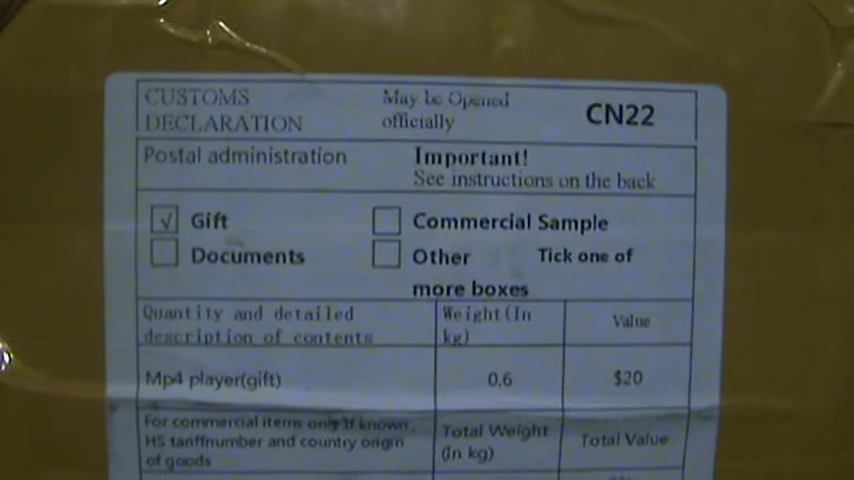 CUSTOMS May be Opened CN22
DECLARATION officially
Postal administration Important!
See instructions on the back
√ Gift Commercial Sample
Documents Other Tick one of
more boxes
Quantity and detailed Weight(In Value
description of contents kg)
Mp4 player(gift) 0.6 $20
For commercial items only if known,
HS tariffnumber and country origin
of goods
Total Weight
(In kg)
Total Value